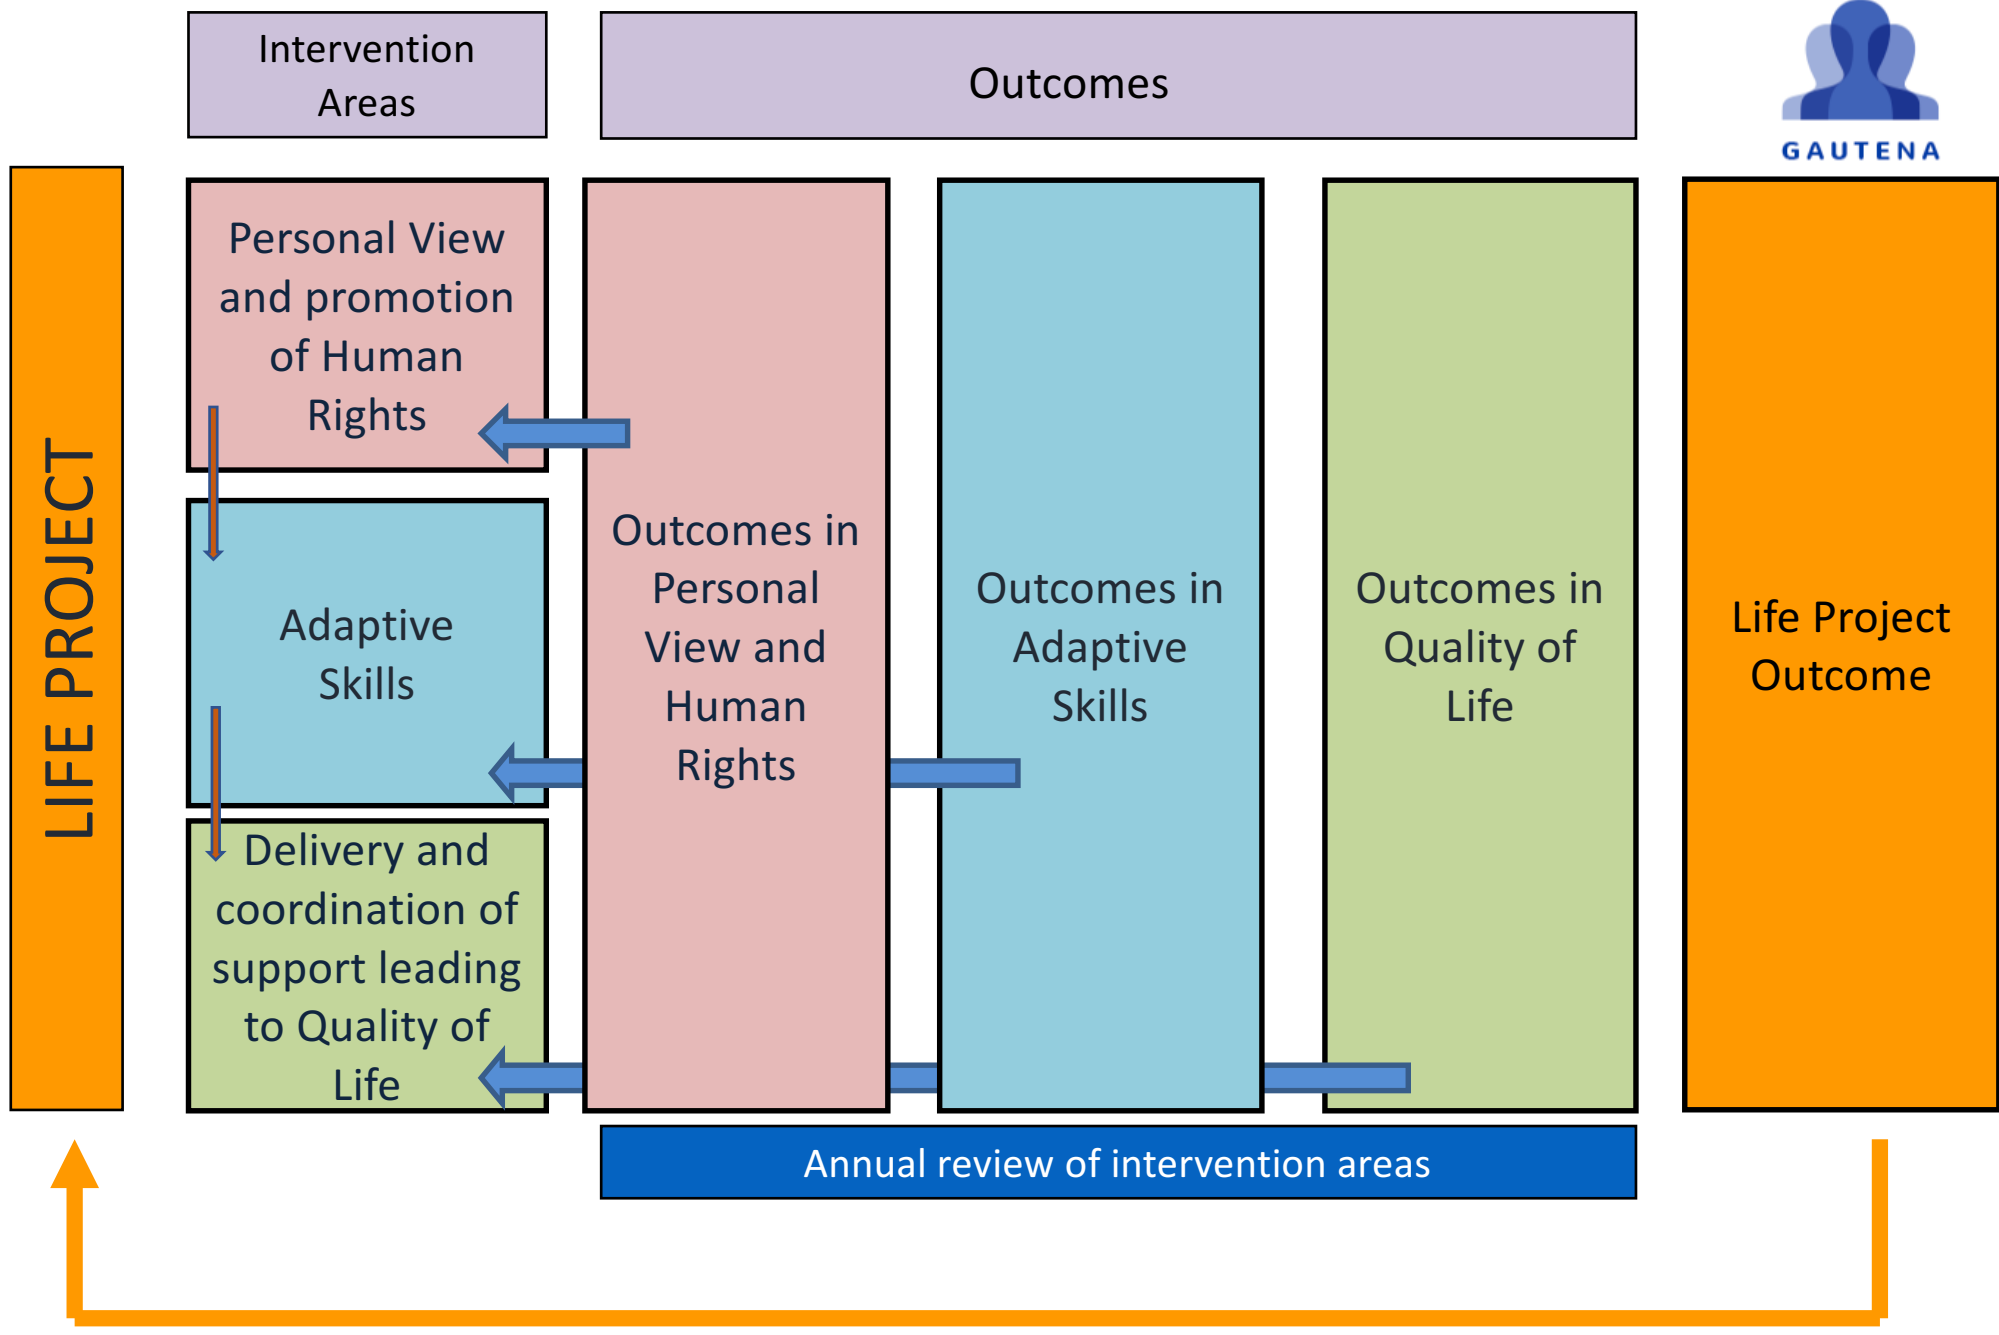 Intervention
Areas
Outcomes
GAUTENA
LIFE PROJECT
Personal View
and promotion
of Human
Rights
Adaptive
Skills
Delivery and
coordination of
support leading
to Quality of
Life
Outcomes in
Personal
View and
Human
Rights
Outcomes in
Adaptive
Skills
Outcomes in
Quality of
Life
Life Project
Outcome
Annual review of intervention areas